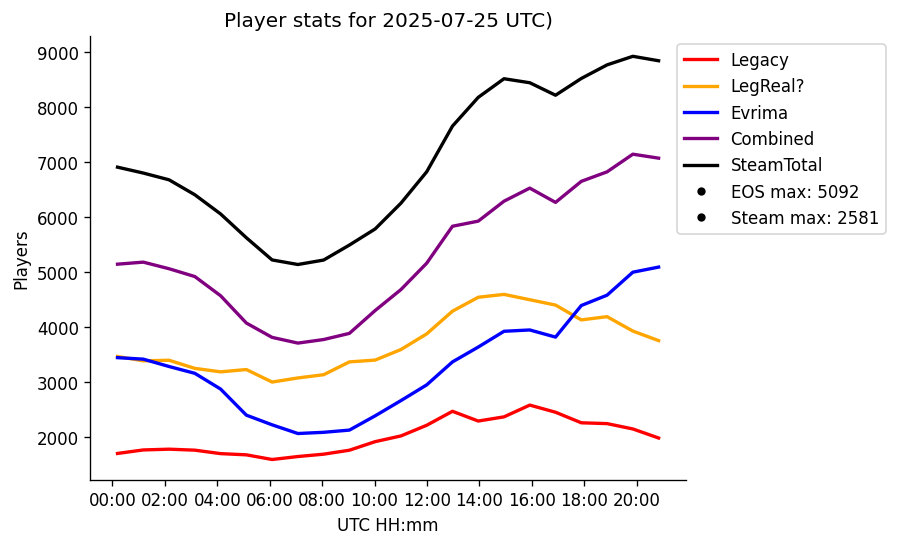 Player stats for 2025-07-25 UTC)
9000
8000
7000
6000
5000
4000
3000
2000
Players
00:00 02:00 04:00 06:00 08:00 10:00 12:00 14:00 16:00 18:00 20:00
UTC HH:mm
Legacy
LegReal?
Evrima
Combined
SteamTotal
EOS max: 5092
Steam max: 2581